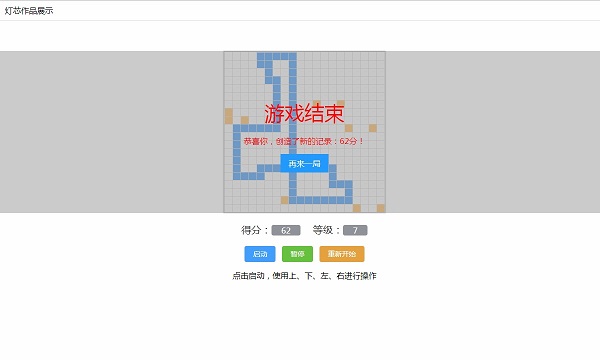 灯芯作品展示
游戏结束
恭喜你，创造了新的记录：62分！
再来一局
得分：62 等级：7
启动 暂停 重新开始
点击启动，使用上、下、左、右进行操作